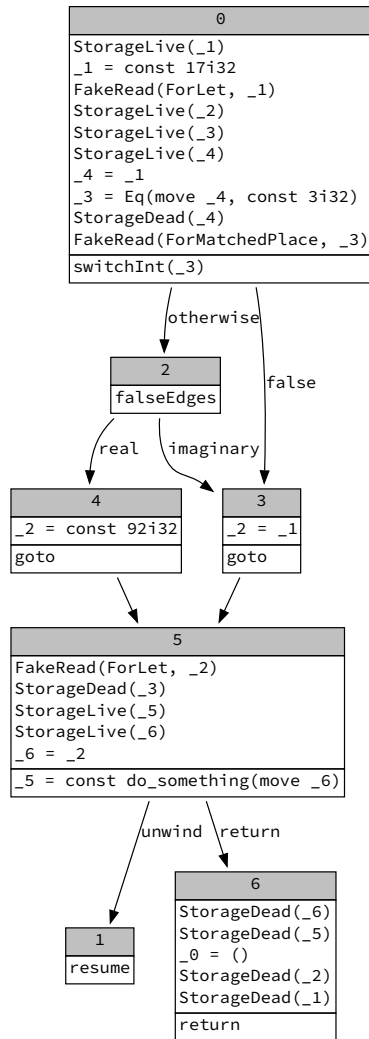 0
StorageLive(_1)
_1 = const 17i32
FakeRead(ForLet, _1)
StorageLive(_2)
StorageLive(_3)
StorageLive(_4)
_4 = _1
_3 = Eq(move _4, const 3i32)
StorageDead(_4)
FakeRead(ForMatchedPlace, _3)
switchInt(_3)
otherwise
2
falseEdges
false
real
imaginary
4
_2 = const 92i32
goto
3
_2 = _1
goto
5
FakeRead(ForLet, _2)
StorageDead(_3)
StorageLive(_5)
StorageLive(_6)
_6 = _2
_5 = const do_something(move _6)
unwind
return
1
resume
6
StorageDead(_6)
StorageDead(_5)
_0 = ()
StorageDead(_2)
StorageDead(_1)
return